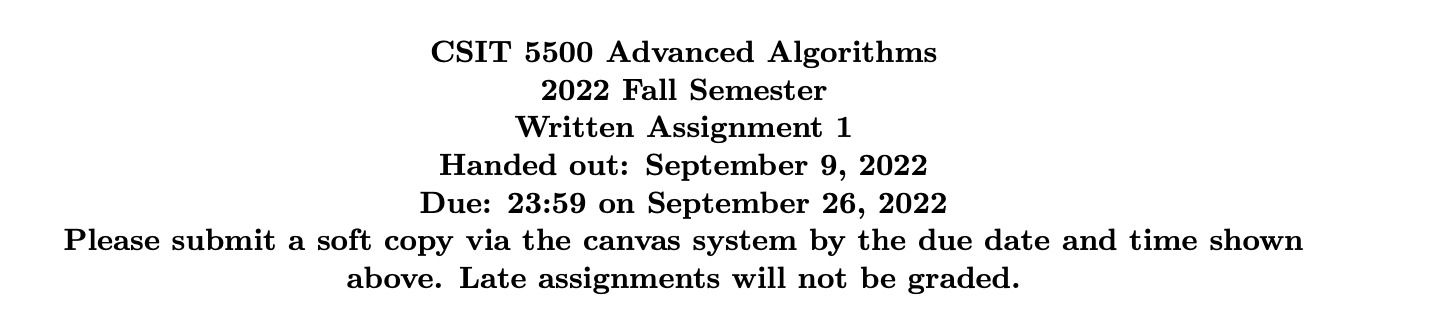 CSIT 5500 Advanced Algorithms
2022 Fall Semester
Written Assignment 1
Handed out: September 9, 2022
Due: 23:59 on September 26, 2022
Please submit a soft copy via the canvas system by the due date and time shown
above. Late assignments will not be graded.